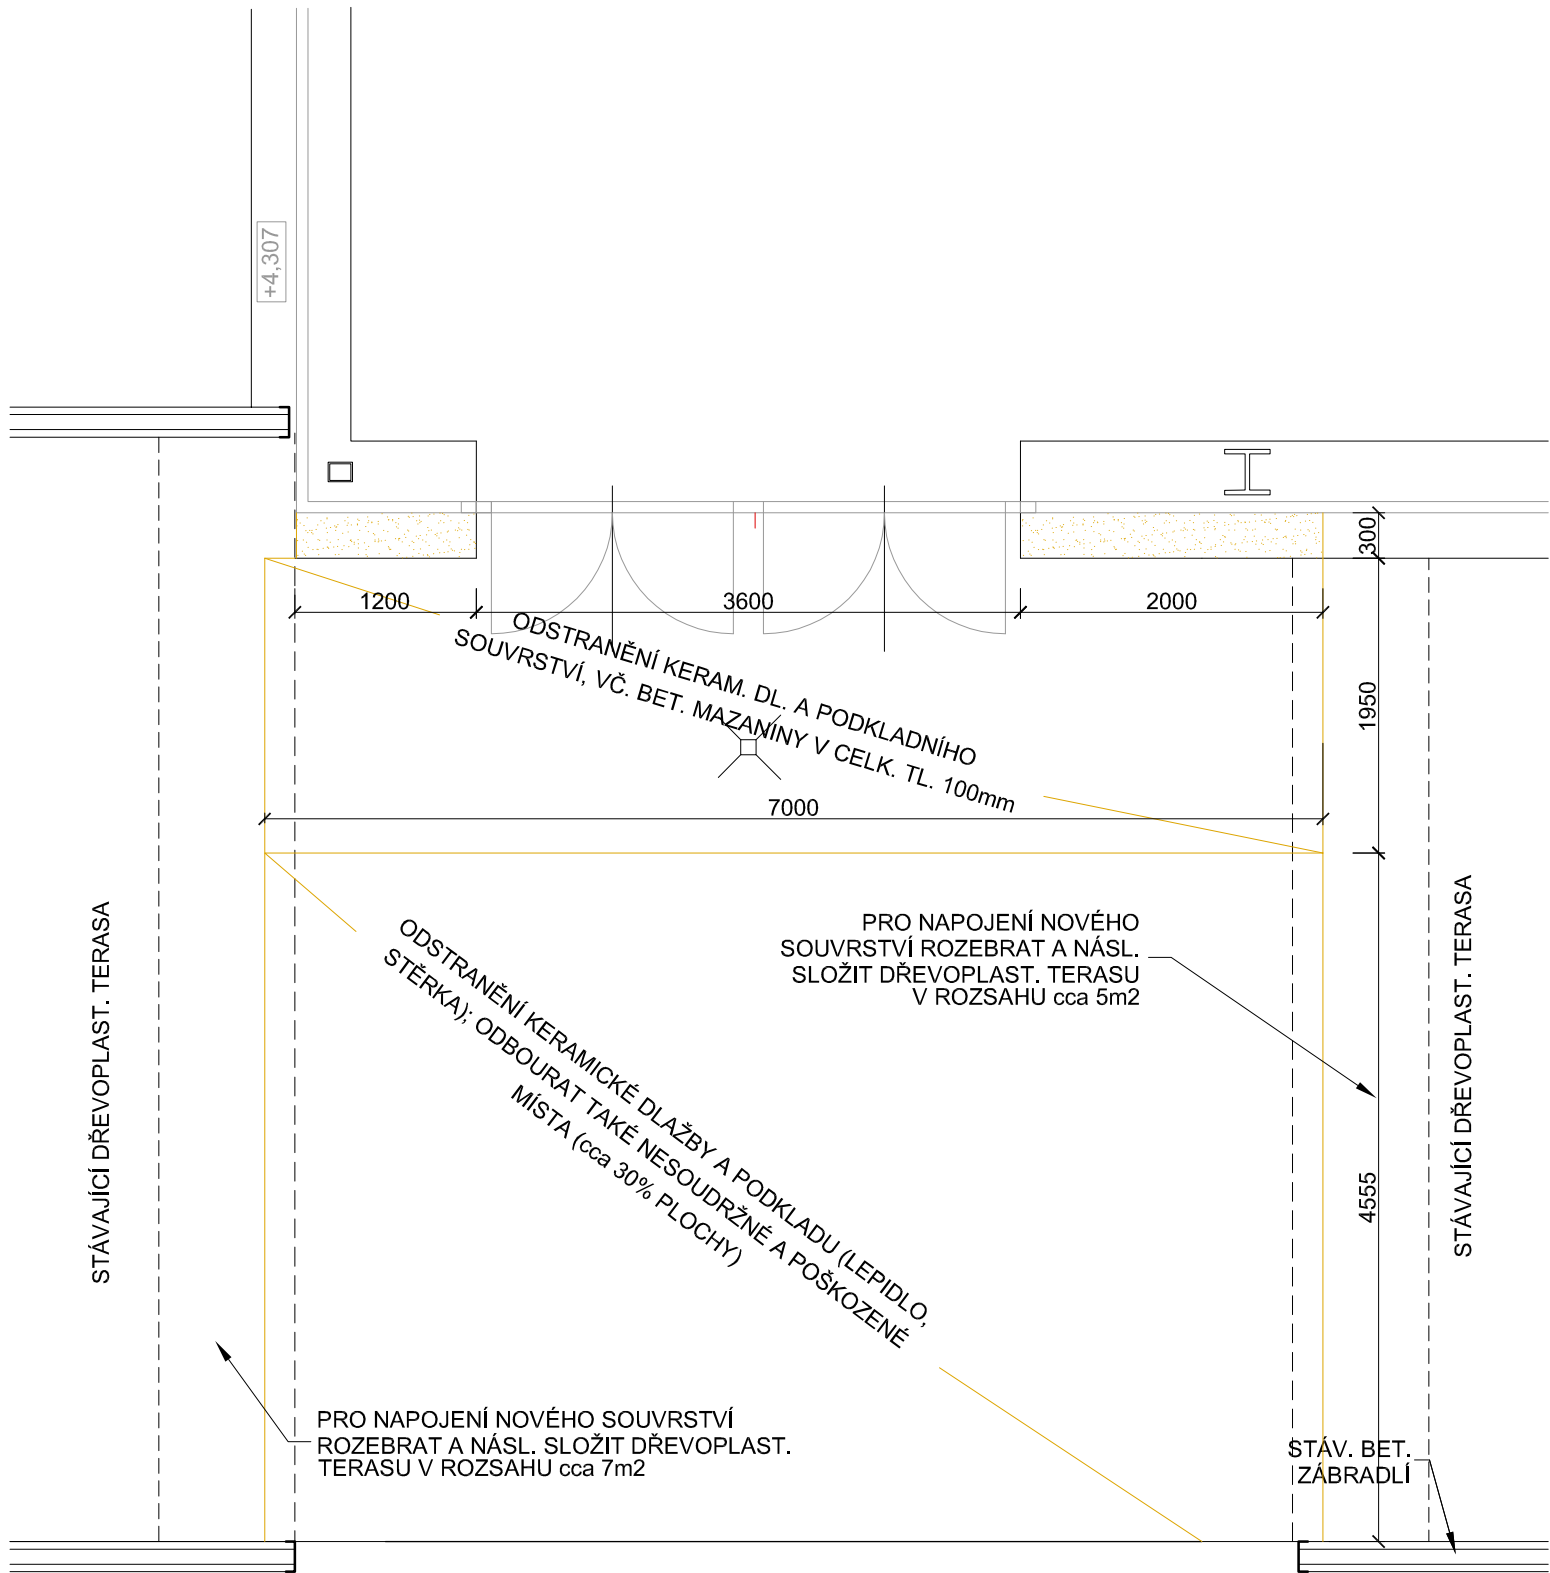 +4,307
300
1200
3600
2000
ODSTRANĚNÍ KERAM. DL. A PODKLADNÍHO
SOUVRSTVÍ, VČ. BET. MAZANINY V CELK. TL. 100mm
1950
7000
STÁVAJÍCÍ DŘEVOPLAST. TERASA
PRO NAPOJENÍ NOVÉHO
SOUVRSTVÍ ROZEBRAT A NÁSL.
SLOŽIT DŘEVOPLAST. TERASU
V ROZSAHU cca 5m2
STÁVAJÍCÍ DŘEVOPLAST. TERASA
ODSTRANĚNÍ KERAMICKÉ DLAŽBY A PODKLADU (LEPIDLO,
STĚRKA); ODBOURAT TAKÉ NESOUDRŽNÉ A POŠKOZENÉ
MÍSTA (cca 30% PLOCHY)
4555
PRO NAPOJENÍ NOVÉHO SOUVRSTVÍ
ROZEBRAT A NÁSL. SLOŽIT DŘEVOPLAST.
TERASU V ROZSAHU cca 7m2
STÁV. BET.
ZÁBRADLÍ